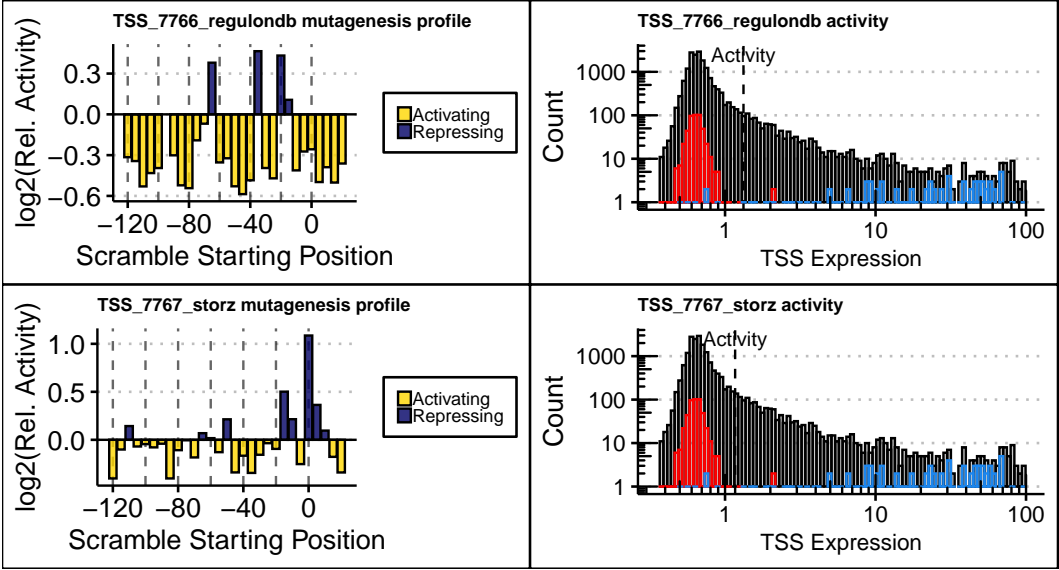 TSS_7766_regulondb mutagenesis profile
log2(Rel. Activity)
0.3
0.0
−0.3
−0.6
−120
−80
−40
0
Scramble Starting Position
Activating
Repressing
TSS_7766_regulondb activity
Activity
Count
1000
100
10
1
1
10
100
TSS Expression
TSS_7767_storz mutagenesis profile
log2(Rel. Activity)
1.0
0.5
0.0
−120
−80
−40
0
Scramble Starting Position
Activating
Repressing
TSS_7767_storz activity
Activity
Count
1000
100
10
1
1
10
100
TSS Expression